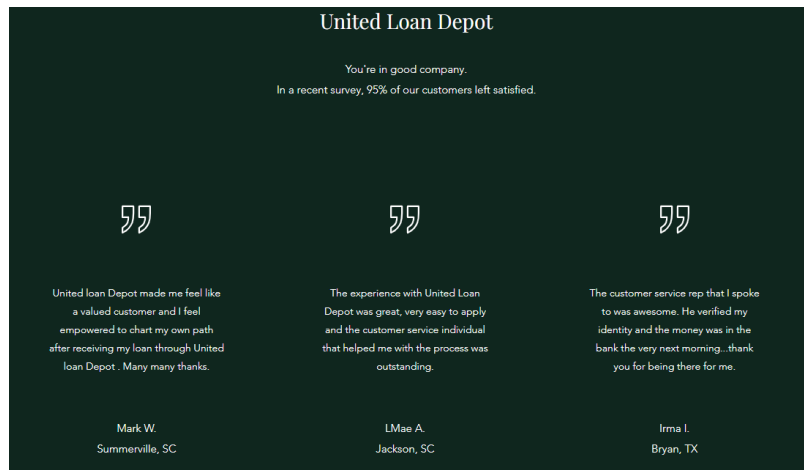 United Loan Depot
You're in good company.
In a recent survey, 95% of our customers left satisfied.
United loan Depot made me feel like
a valued customer and I feel
empowered to chart my own path
after receiving my loan through United
loan Depot . Many many thanks.
Mark W.
Summerville, SC
The experience with United Loan
Depot was great, very easy to apply
and the customer service individual
that helped me with the process was
outstanding.
LMae A.
Jackson, SC
The customer service rep that I spoke
to was awesome. He verified my
identity and the money was in the
bank the very next morning...thank
you for being there for me.
Irma I.
Bryan, TX